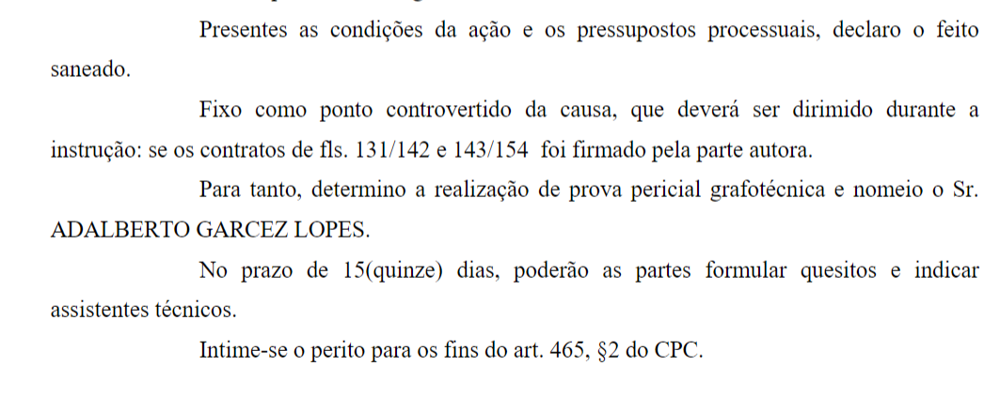 Presentes as condições da ação e os pressupostos processuais, declaro o feito
saneado.
Fixo como ponto controvertido da causa, que deverá ser dirimido durante a
instrução: se os contratos de fls. 131/142 e 143/154 foi firmado pela parte autora.
Para tanto, determino a realização de prova pericial grafotécnica e nomeio o Sr.
ADALBERTO GARCEZ LOPES.
No prazo de 15(quinze) dias, poderão as partes formular quesitos e indicar
assistentes técnicos.
Intime-se o perito para os fins do art. 465, §2 do CPC.